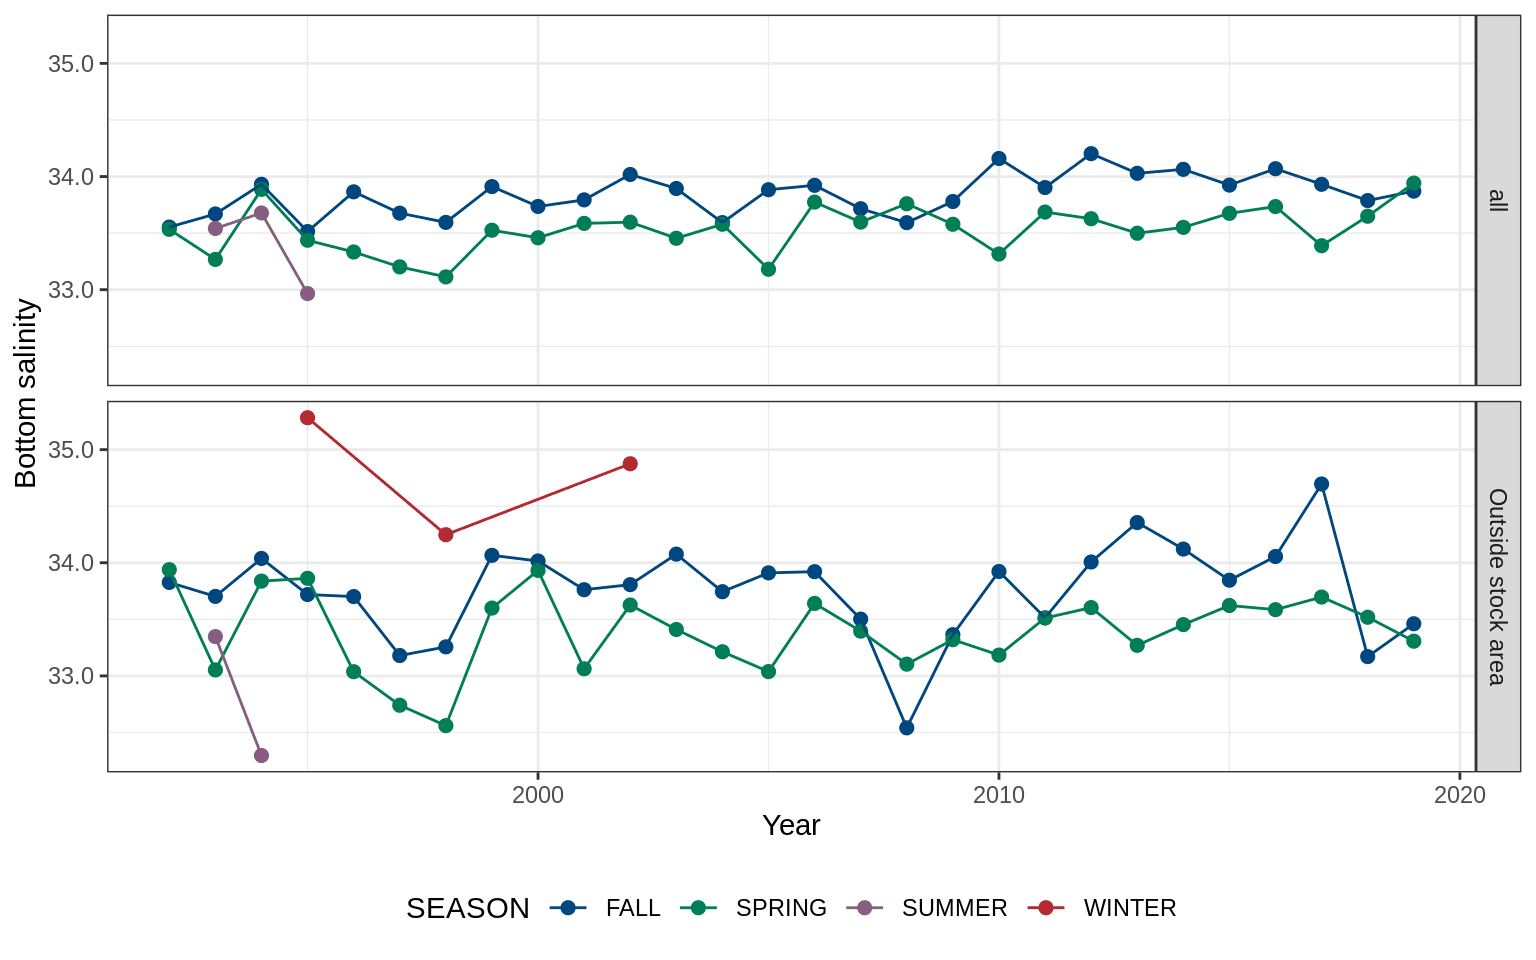 35.0
34.0
33.0
all
Bottom salinity
35.0
34.0
33.0
Outside stock area
2000 2010 2020
Year
SEASON FALL SPRING SUMMER WINTER